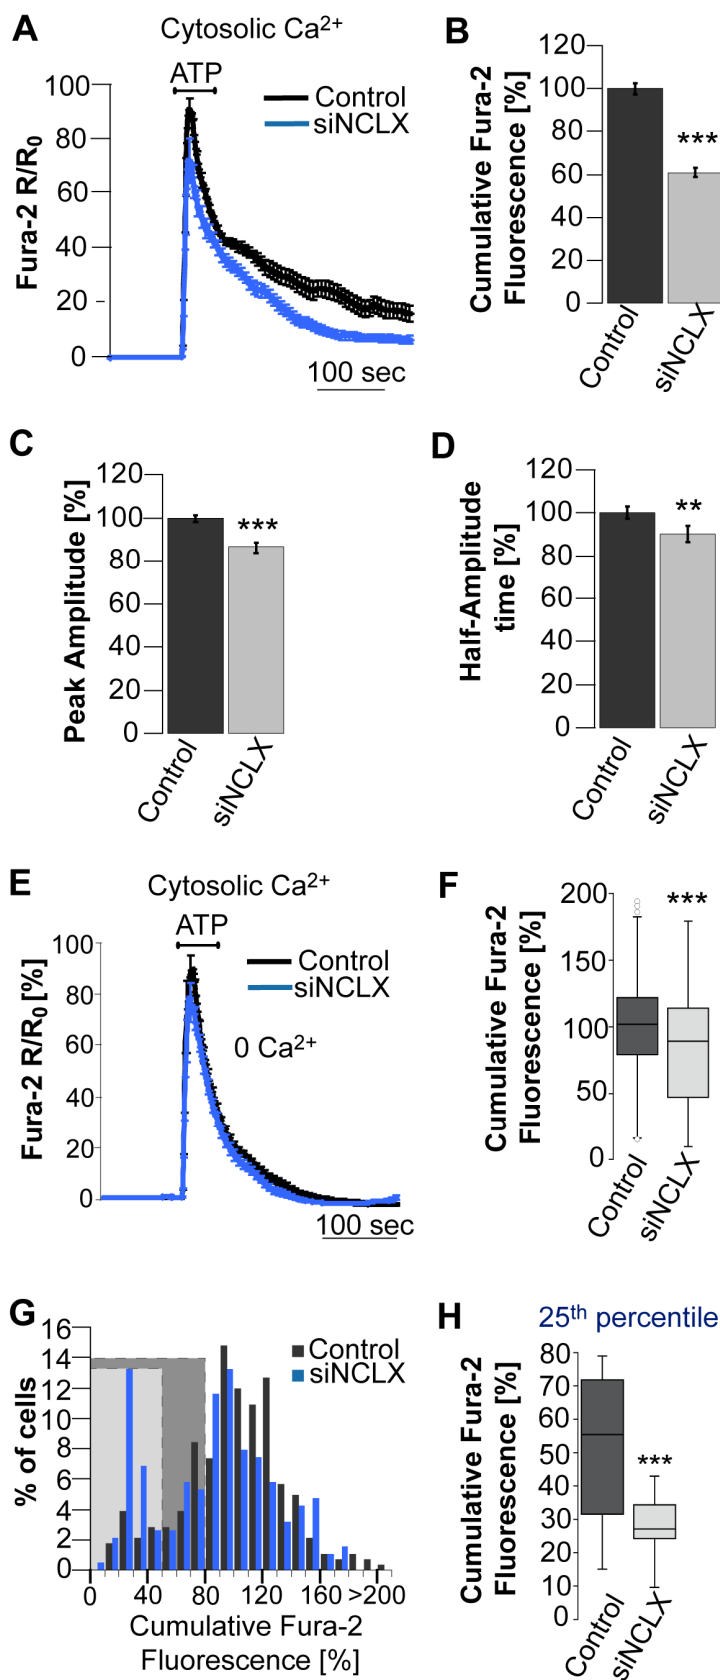 A
Cytosolic Ca²⁺
ATP
Control
siNCLX
Fura-2 R/R₀
100
80
60
40
20
0
100 sec
B
Cumulative Fura-2
Fluorescence [%]
120
100
80
60
40
20
0
***
Control
siNCLX
C
Peak Amplitude [%]
120
100
80
60
40
20
0
***
Control
siNCLX
D
Half-Amplitude
time [%]
120
100
80
60
40
20
0
**
Control
siNCLX
E
Cytosolic Ca²⁺
ATP
Control
siNCLX
0 Ca²⁺
Fura-2 R/R₀ [%]
100
80
60
40
20
0
100 sec
F
Cumulative Fura-2
Fluorescence [%]
200
150
100
50
0
***
Control
siNCLX
G
% of cells
16
14
12
10
8
6
4
2
0
Control
siNCLX
0 40 80 120 160 >200
Cumulative Fura-2
Fluorescence [%]
H
25ᵗʰ percentile
Cumulative Fura-2
Fluorescence [%]
80
70
60
50
40
30
20
10
0
***
Control
siNCLX